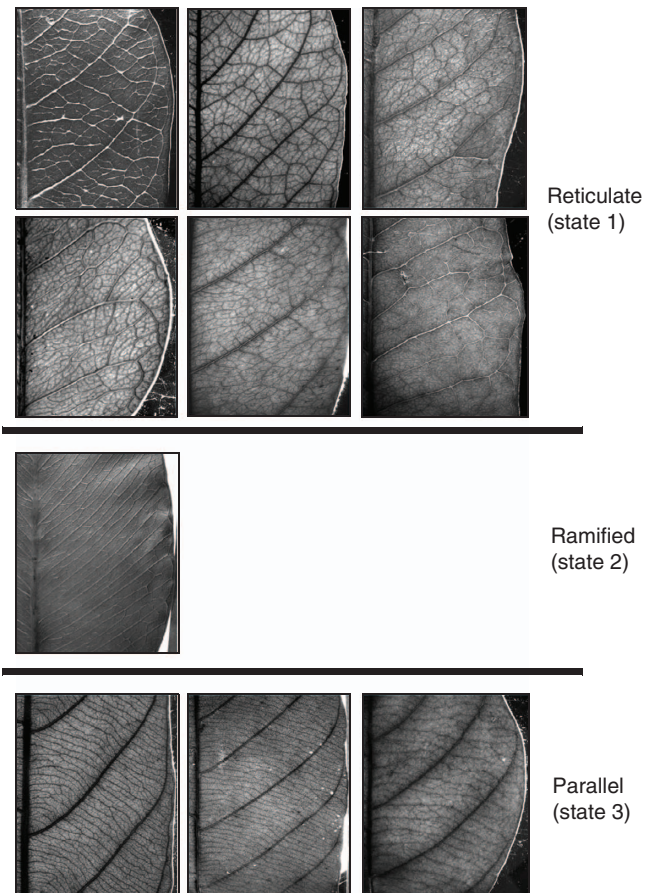 Reticulate
(state 1)
Ramified
(state 2)
Parallel
(state 3)